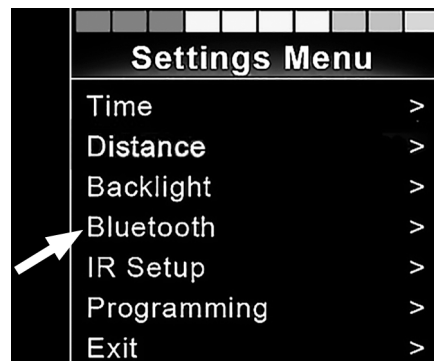 Settings Menu
Time >
Distance >
Backlight >
Bluetooth >
IR Setup >
Programming >
Exit >